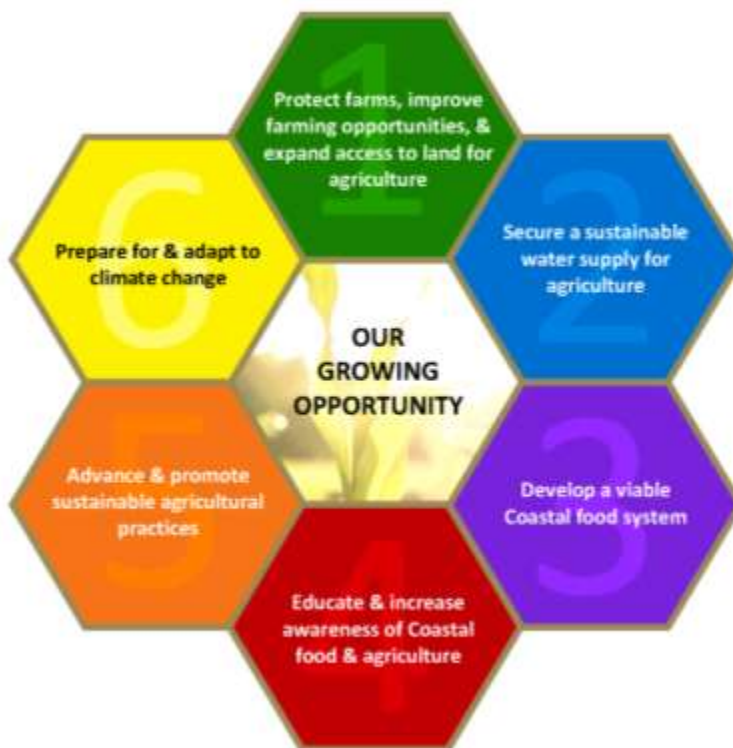 1
Protect farms, improve
farming opportunities, &
expand access to land for
agriculture
2
Secure a sustainable
water supply for
agriculture
3
Develop a viable
Coastal food system
4
Educate & increase
awareness of Coastal
food & agriculture
5
Advance & promote
sustainable agricultural
practices
6
Prepare for & adapt to
climate change
OUR
GROWING
OPPORTUNITY